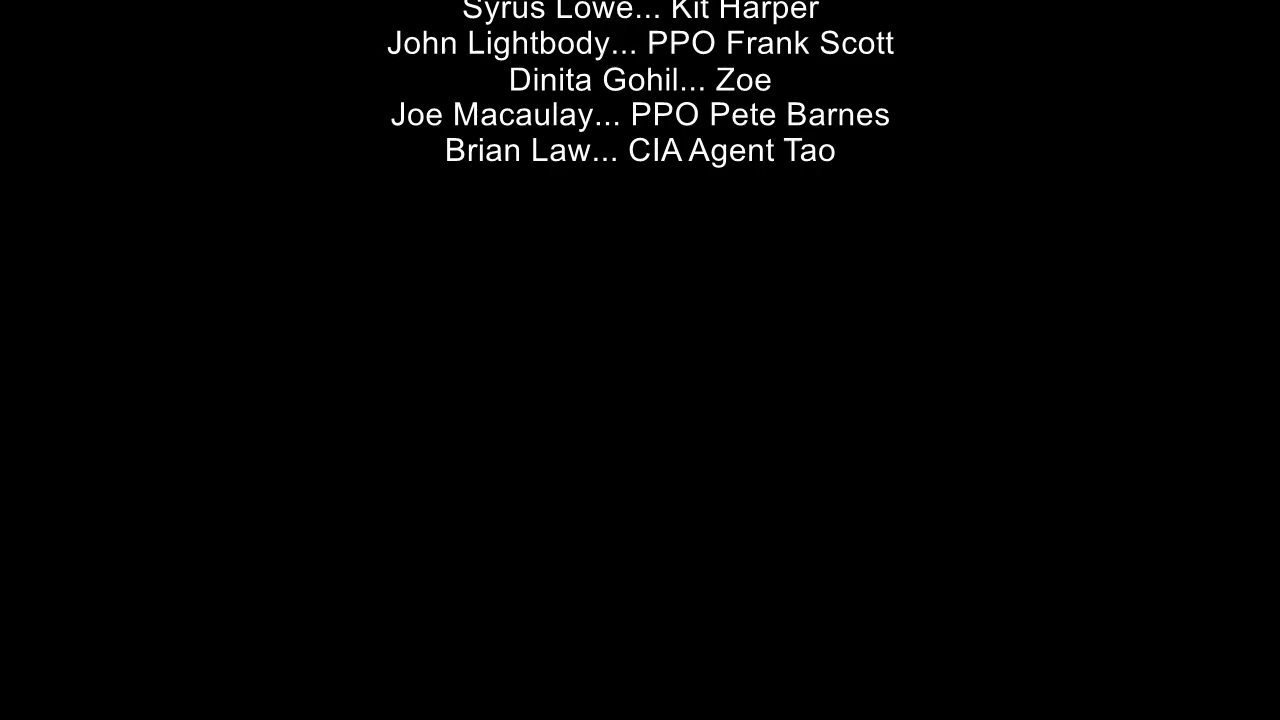 Syrus Lowe... Kit Harper
John Lightbody... PPO Frank Scott
Dinita Gohil... Zoe
Joe Macaulay... PPO Pete Barnes
Brian Law... CIA Agent Tao